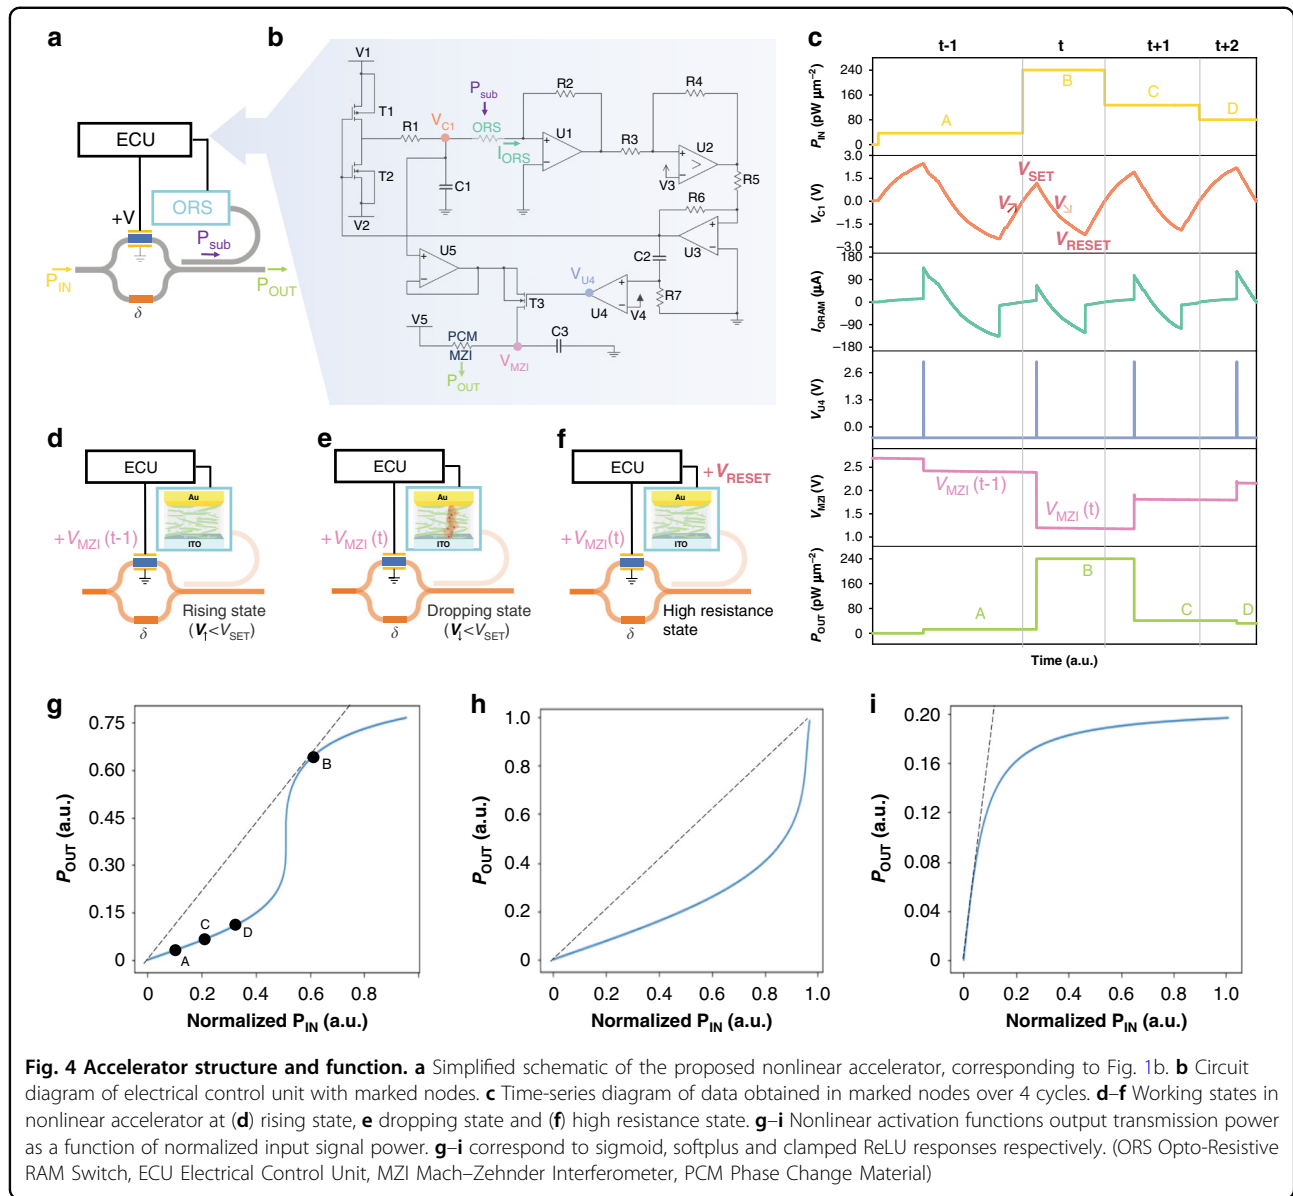 a
ECU
ORS
+V
P_sub
P_IN
P_OUT
δ
b
V1
T1
T2
V2
R1
V_C1
P_sub
ORS
I_ORS
C1
R2
U1
R3
R4
U2
V3
R5
R6
U3
C2
R7
U5
V_U4
U4
V4
T3
V5
PCM
MZI
P_OUT
V_MZI
C3
c
t-1
t
t+1
t+2
P_IN (pW µm⁻²)
240
160
80
0
A
B
C
D
V_C1 (V)
3.0
1.5
0.0
−1.5
−3.0
V_SET
V↗
V↘
V_RESET
I_ORAM (µA)
180
90
0
−90
−180
V_U4 (V)
2.6
1.3
0.0
V_MZI (V)
2.5
2.0
1.0
V_MZI (t-1)
V_MZI (t)
P_OUT (pW µm⁻²)
240
160
80
0
A
B
C
D
Time (a.u.)
d
ECU
Au
ITO
+V_MZI (t-1)
Rising state
(V↑<V_SET)
δ
e
ECU
Au
ITO
+V_MZI (t)
Dropping state
(V↓<V_SET)
δ
f
ECU
+V_RESET
Au
ITO
+V_MZI(t)
High resistance
state
δ
g
P_OUT (a.u.)
0.75
0.60
0.45
0.30
0.15
0
A
C
D
B
0 0.2 0.4 0.6 0.8
Normalized P_IN (a.u.)
h
P_OUT (a.u.)
1.0
0.8
0.6
0.4
0.2
0
0 0.2 0.4 0.6 0.8 1.0
Normalized P_IN (a.u.)
i
P_OUT (a.u.)
0.20
0.16
0.12
0.08
0.04
0
0 0.2 0.4 0.6 0.8 1.0
Normalized P_IN (a.u.)
Fig. 4 Accelerator structure and function. a Simplified schematic of the proposed nonlinear accelerator, corresponding to Fig. 1b. b Circuit
diagram of electrical control unit with marked nodes. c Time-series diagram of data obtained in marked nodes over 4 cycles. d–f Working states in
nonlinear accelerator at (d) rising state, e dropping state and (f) high resistance state. g–i Nonlinear activation functions output transmission power
as a function of normalized input signal power. g–i correspond to sigmoid, softplus and clamped ReLU responses respectively. (ORS Opto-Resistive
RAM Switch, ECU Electrical Control Unit, MZI Mach–Zehnder Interferometer, PCM Phase Change Material)